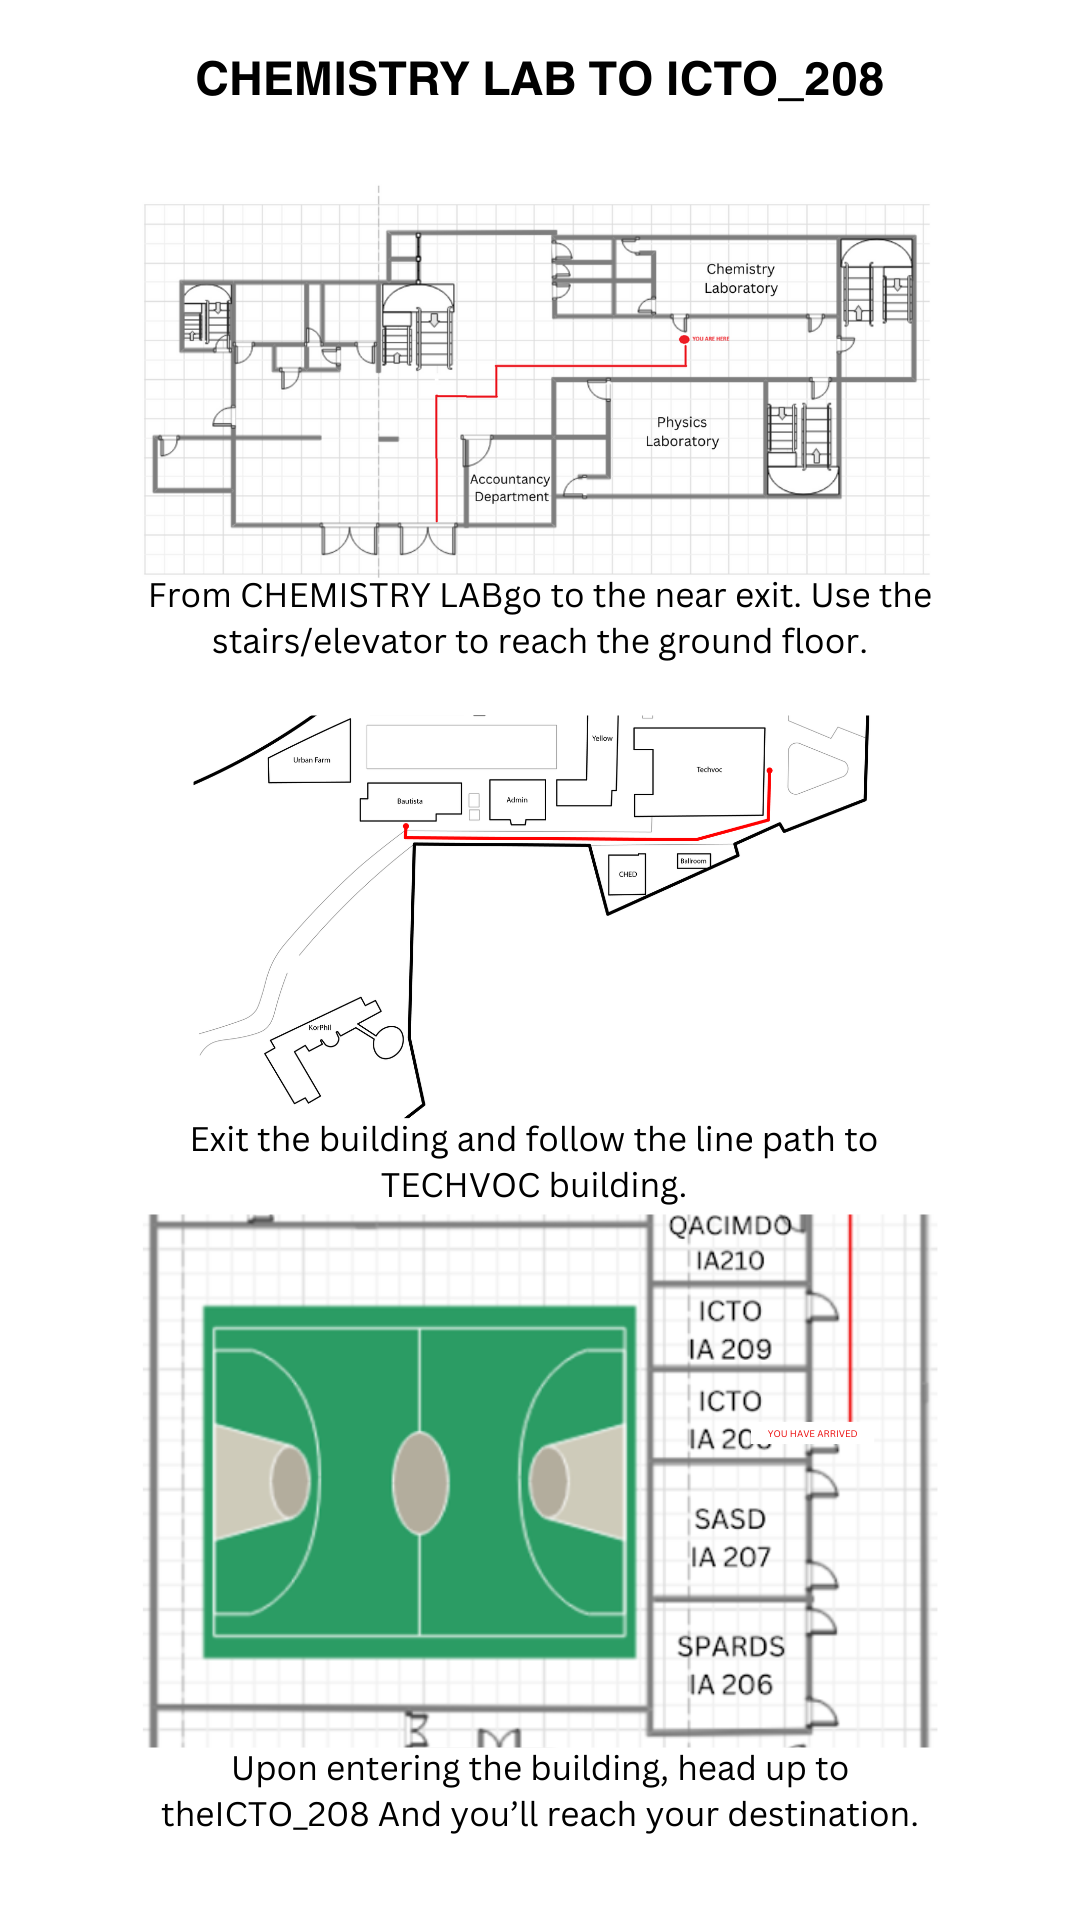 CHEMISTRY LAB TO ICTO_208
Chemistry
Laboratory
YOU ARE HERE
Physics
Laboratory
Accountancy
Department
From CHEMISTRY LABgo to the near exit. Use the
stairs/elevator to reach the ground floor.
Urban Farm
Yellow
Techvoc
Bautista
Admin
CHED
Ballroom
KorPhil
Exit the building and follow the line path to
TECHVOC building.
QACIMDO
IA210
ICTO
IA 209
ICTO
IA
YOU HAVE ARRIVED
SASD
IA 207
SPARDS
IA 206
Upon entering the building, head up to
theICTO_208 And you’ll reach your destination.